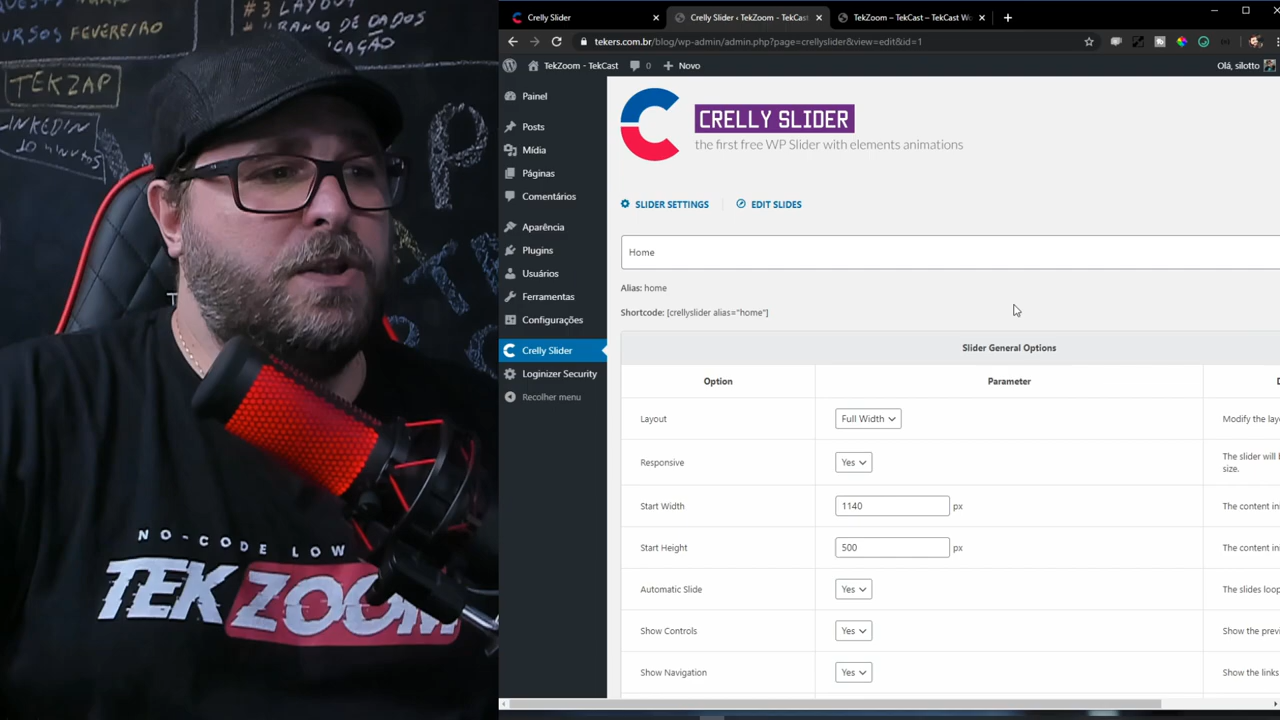 #3 LAYOUT
CURSOS FEVEREIRO
BANCO DE DADOS
ICAÇÃO
TEKZAP
LINKEDIN
NO-CODE LOW
TEKZOOM
Crelly Slider
Crelly Slider ‹ TekZoom - TekCast
TekZoom – TekCast – TekCast Wo
tekers.com.br/blog/wp-admin/admin.php?page=crellyslider&view=edit&id=1
TekZoom - TekCast
0
Novo
Olá, silotto
Painel
Posts
Mídia
Páginas
Comentários
Aparência
Plugins
Usuários
Ferramentas
Configurações
Crelly Slider
Loginizer Security
Recolher menu
CRELLY SLIDER
the first free WP Slider with elements animations
SLIDER SETTINGS
EDIT SLIDES
Home
Alias: home
Shortcode: [crellyslider alias="home"]
Slider General Options
Option Parameter D
Layout Full Width Modify the lay
Responsive Yes The slider will b
size.
Start Width 1140 px The content in
Start Height 500 px The content in
Automatic Slide Yes The slides loop
Show Controls Yes Show the previ
Show Navigation Yes Show the links